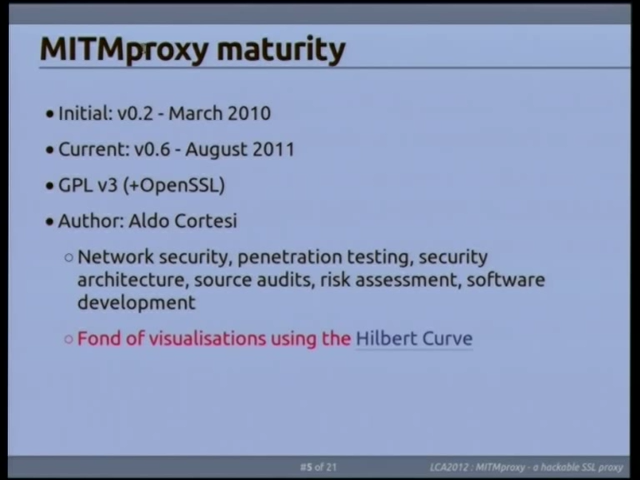 MITMproxy maturity
• Initial: v0.2 - March 2010
• Current: v0.6 - August 2011
• GPL v3 (+OpenSSL)
• Author: Aldo Cortesi
○ Network security, penetration testing, security
architecture, source audits, risk assessment, software
development
○ Fond of visualisations using the Hilbert Curve
#5 of 21
LCA2012 : MITMproxy - a hackable SSL proxy